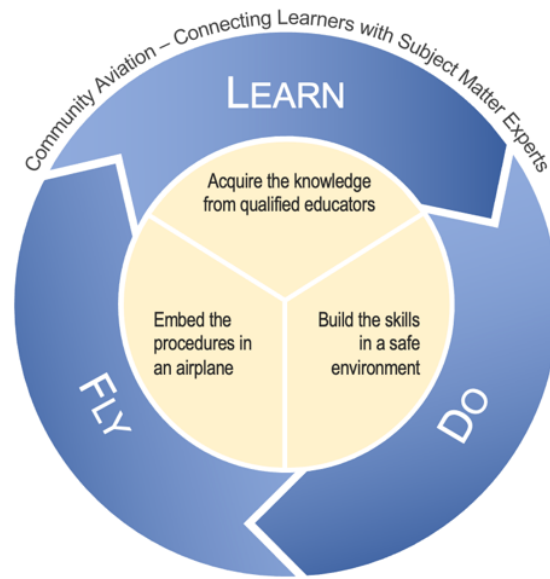 Community Aviation – Connecting Learners with Subject Matter Experts
LEARN
Acquire the knowledge
from qualified educators
Embed the
procedures in
an airplane
Build the skills
in a safe
environment
FLY
DO